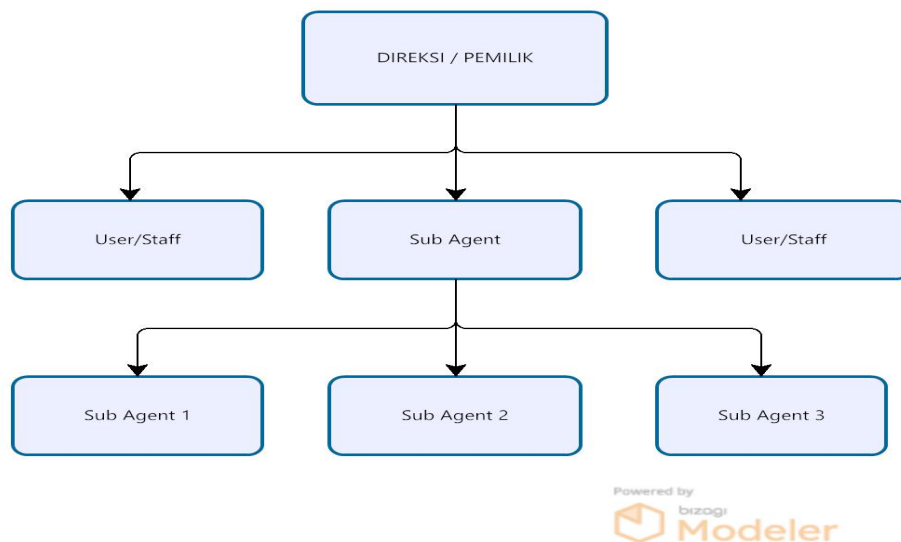 DIREKSI / PEMILIK
User/Staff
Sub Agent
User/Staff
Sub Agent 1
Sub Agent 2
Sub Agent 3
Powered by
bizagi
Modeler